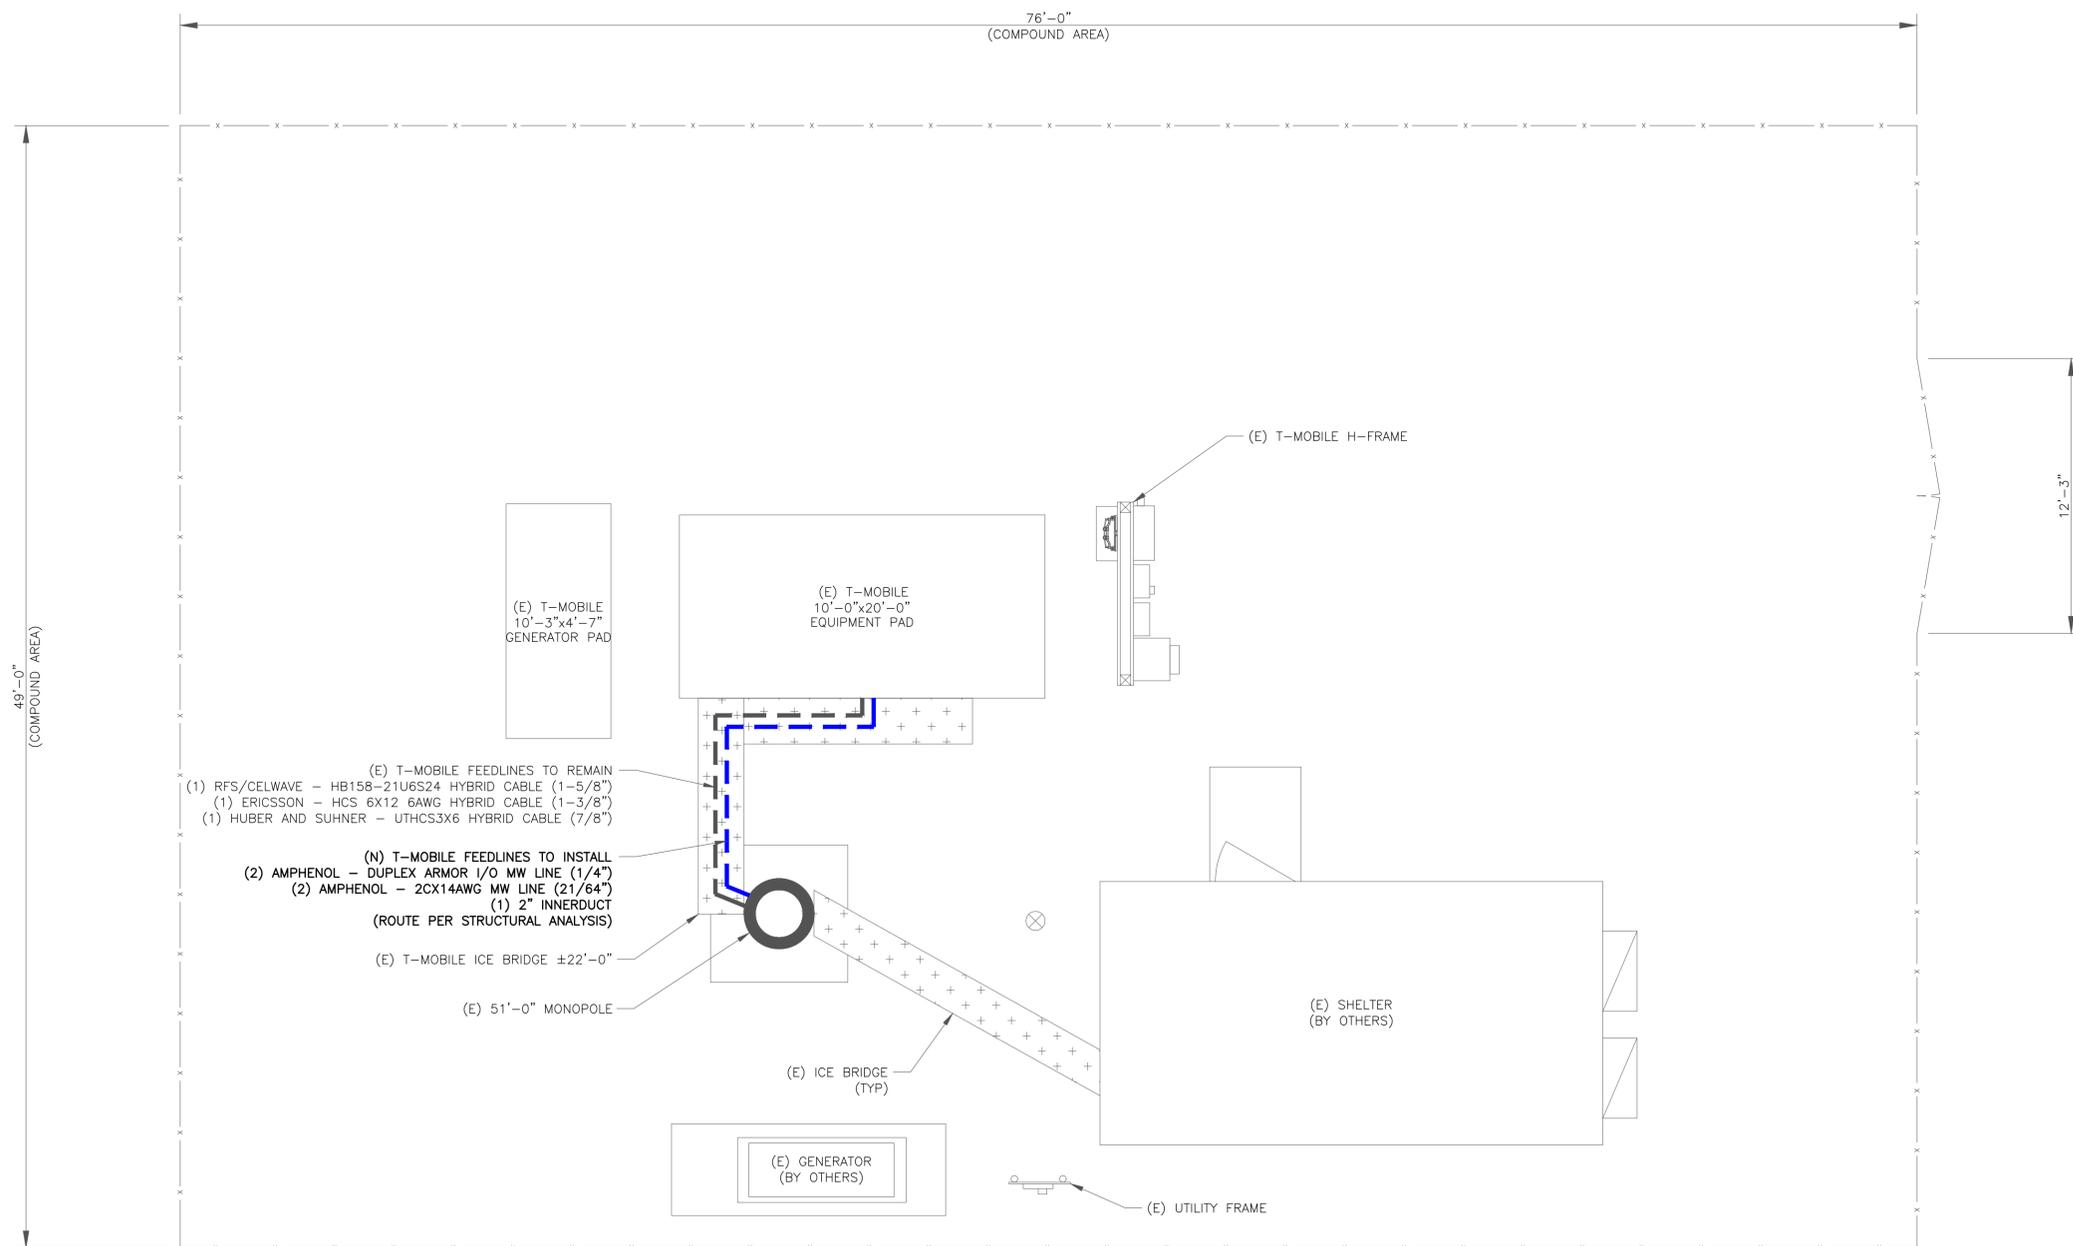 76'-0"
(COMPOUND AREA)
49'-0"
(COMPOUND AREA)
12'-3"
(E) T-MOBILE H-FRAME
(E) T-MOBILE
10'-3"x4'-7"
GENERATOR PAD
(E) T-MOBILE
10'-0"x20'-0"
EQUIPMENT PAD
(E) T-MOBILE FEEDLINES TO REMAIN
(1) RFS/CELWAVE - HB158-21U6S24 HYBRID CABLE (1-5/8")
(1) ERICSSON - HCS 6X12 6AWG HYBRID CABLE (1-3/8")
(1) HUBER AND SUHNER - UTHCS3X6 HYBRID CABLE (7/8")
(N) T-MOBILE FEEDLINES TO INSTALL
(2) AMPHENOL - DUPLEX ARMOR I/O MW LINE (1/4")
(2) AMPHENOL - 2CX14AWG MW LINE (21/64")
(1) 2" INNERDUCT
(ROUTE PER STRUCTURAL ANALYSIS)
(E) T-MOBILE ICE BRIDGE ±22'-0"
(E) 51'-0" MONOPOLE
(E) ICE BRIDGE
(TYP)
(E) SHELTER
(BY OTHERS)
(E) GENERATOR
(BY OTHERS)
(E) UTILITY FRAME